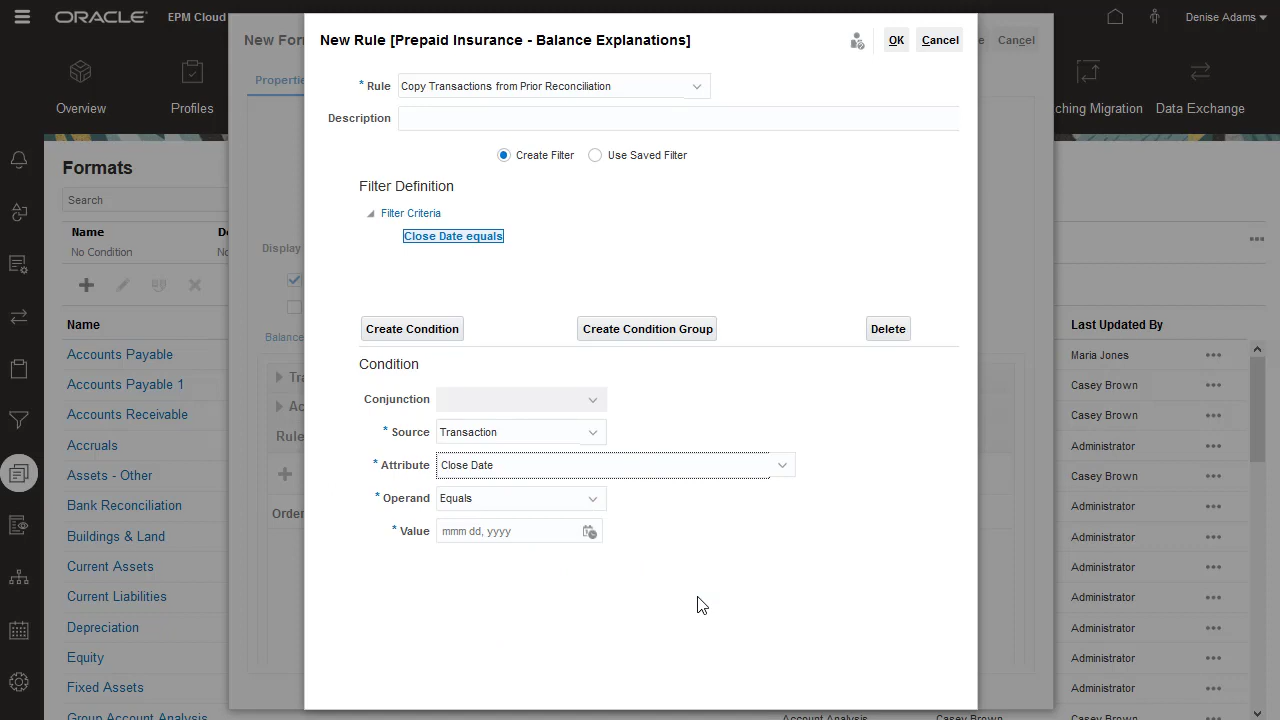 ORACLE EPM Cloud
Denise Adams
New For
Cancel
New Rule [Prepaid Insurance - Balance Explanations]
OK
Cancel
Overview
Profiles
ching Migration
Data Exchange
Propertie
* Rule Copy Transactions from Prior Reconciliation
Description
Create Filter
Use Saved Filter
Formats
Search
Name
No Condition
Filter Definition
Filter Criteria
Close Date equals
Display
Balance
Create Condition
Create Condition Group
Delete
Name
Last Updated By
Condition
Conjunction
* Source Transaction
* Attribute Close Date
* Operand Equals
* Value mmm dd, yyyy
Rule
Order
Accounts Payable
Maria Jones
Accounts Payable 1
Casey Brown
Accounts Receivable
Casey Brown
Accruals
Administrator
Assets - Other
Casey Brown
Bank Reconciliation
Administrator
Buildings & Land
Administrator
Current Assets
Administrator
Current Liabilities
Administrator
Depreciation
Administrator
Equity
Administrator
Fixed Assets
Administrator
Group Account Analysis
Account Analysis
Casey Brown